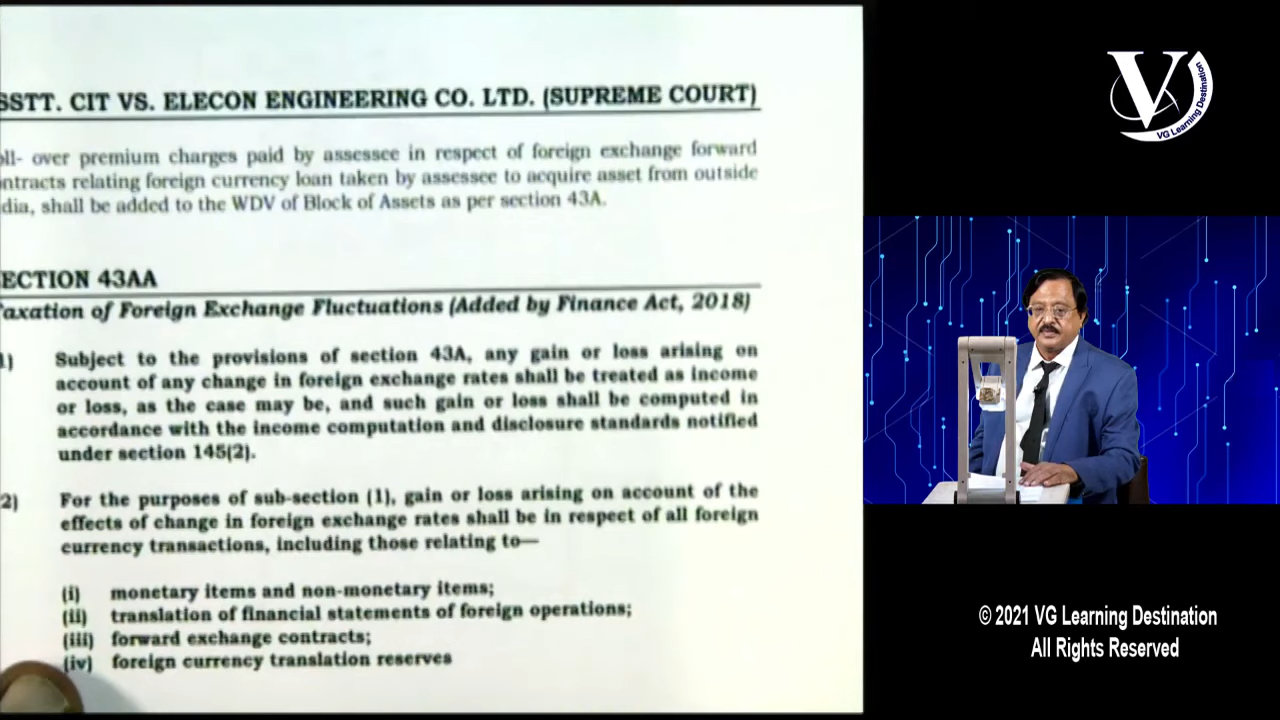 SSTT. CIT VS. ELECON ENGINEERING CO. LTD. (SUPREME COURT)
oll- over premium charges paid by assessee in respect of foreign exchange forward
ntracts relating foreign currency loan taken by assessee to acquire asset from outside
dia, shall be added to the WDV of Block of Assets as per section 43A.
ECTION 43AA
axation of Foreign Exchange Fluctuations (Added by Finance Act, 2018)
1) Subject to the provisions of section 43A, any gain or loss arising on
account of any change in foreign exchange rates shall be treated as income
or loss, as the case may be, and such gain or loss shall be computed in
accordance with the income computation and disclosure standards notified
under section 145(2).
2) For the purposes of sub-section (1), gain or loss arising on account of the
effects of change in foreign exchange rates shall be in respect of all foreign
currency transactions, including those relating to—
(i) monetary items and non-monetary items;
(ii) translation of financial statements of foreign operations;
(iii) forward exchange contracts;
(iv) foreign currency translation reserves
V
VG Learning Destination
© 2021 VG Learning Destination
All Rights Reserved